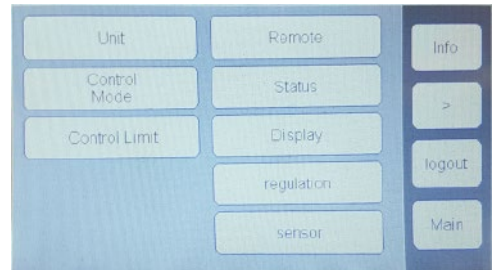 Unit
Control
Mode
Control Limit
Remote
Status
Display
regulation
sensor
Info
>
logout
Main